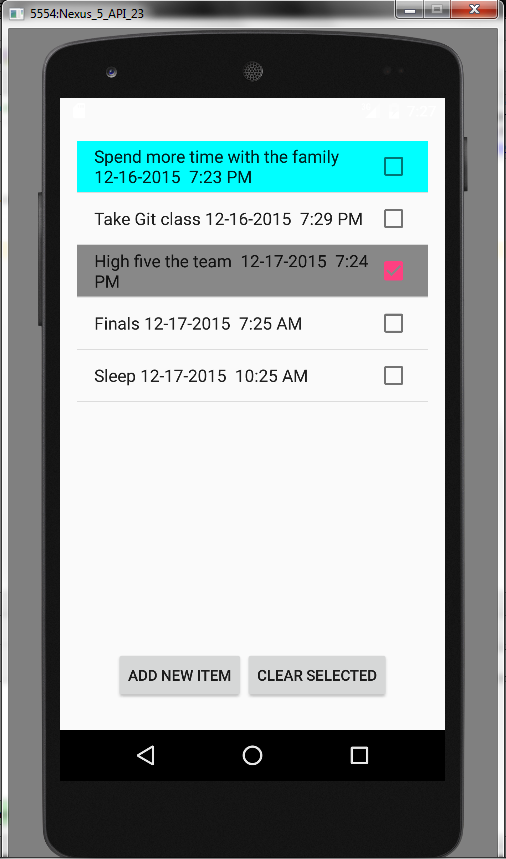 5554:Nexus_5_API_23
Spend more time with the family
12-16-2015 7:23 PM
Take Git class 12-16-2015 7:29 PM
High five the team 12-17-2015 7:24
PM
Finals 12-17-2015 7:25 AM
Sleep 12-17-2015 10:25 AM
ADD NEW ITEM CLEAR SELECTED